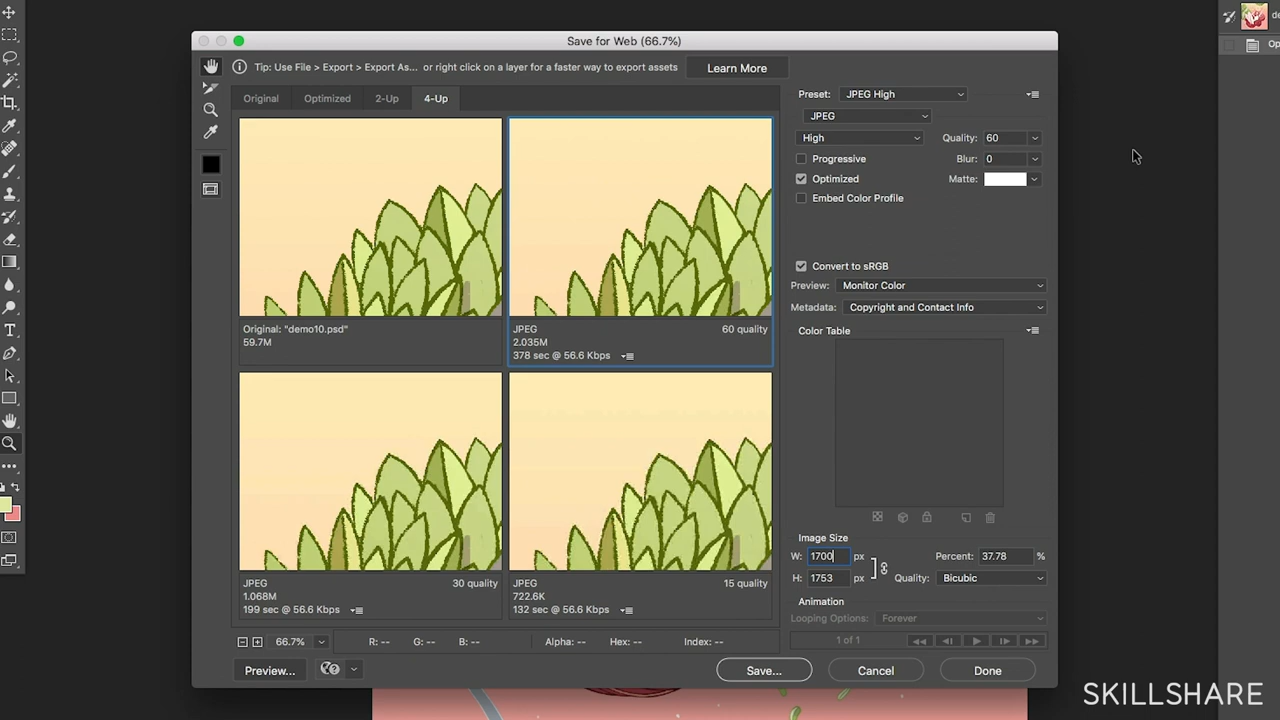 Save for Web (66.7%)
Tip: Use File > Export > Export As... or right click on a layer for a faster way to export assets
Learn More
Original
Optimized
2-Up
4-Up
Original: "demo10.psd"
59.7M
JPEG
60 quality
2.035M
378 sec @ 56.6 Kbps
JPEG
30 quality
1.068M
199 sec @ 56.6 Kbps
JPEG
15 quality
722.6K
132 sec @ 56.6 Kbps
66.7%
R: --
G: --
B: --
Alpha: --
Hex: --
Index: --
Preview...
Preset:
JPEG High
JPEG
High
Quality: 60
Progressive
Blur: 0
Optimized
Matte:
Embed Color Profile
Convert to sRGB
Preview: Monitor Color
Metadata: Copyright and Contact Info
Color Table
Image Size
W: 1700 px
Percent: 37.78 %
H: 1753 px
Quality: Bicubic
Animation
Looping Options: Forever
1 of 1
Save...
Cancel
Done
de
Op
SKILLSHARE